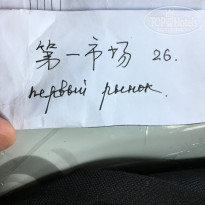 第一市场 26.
первый рынок.